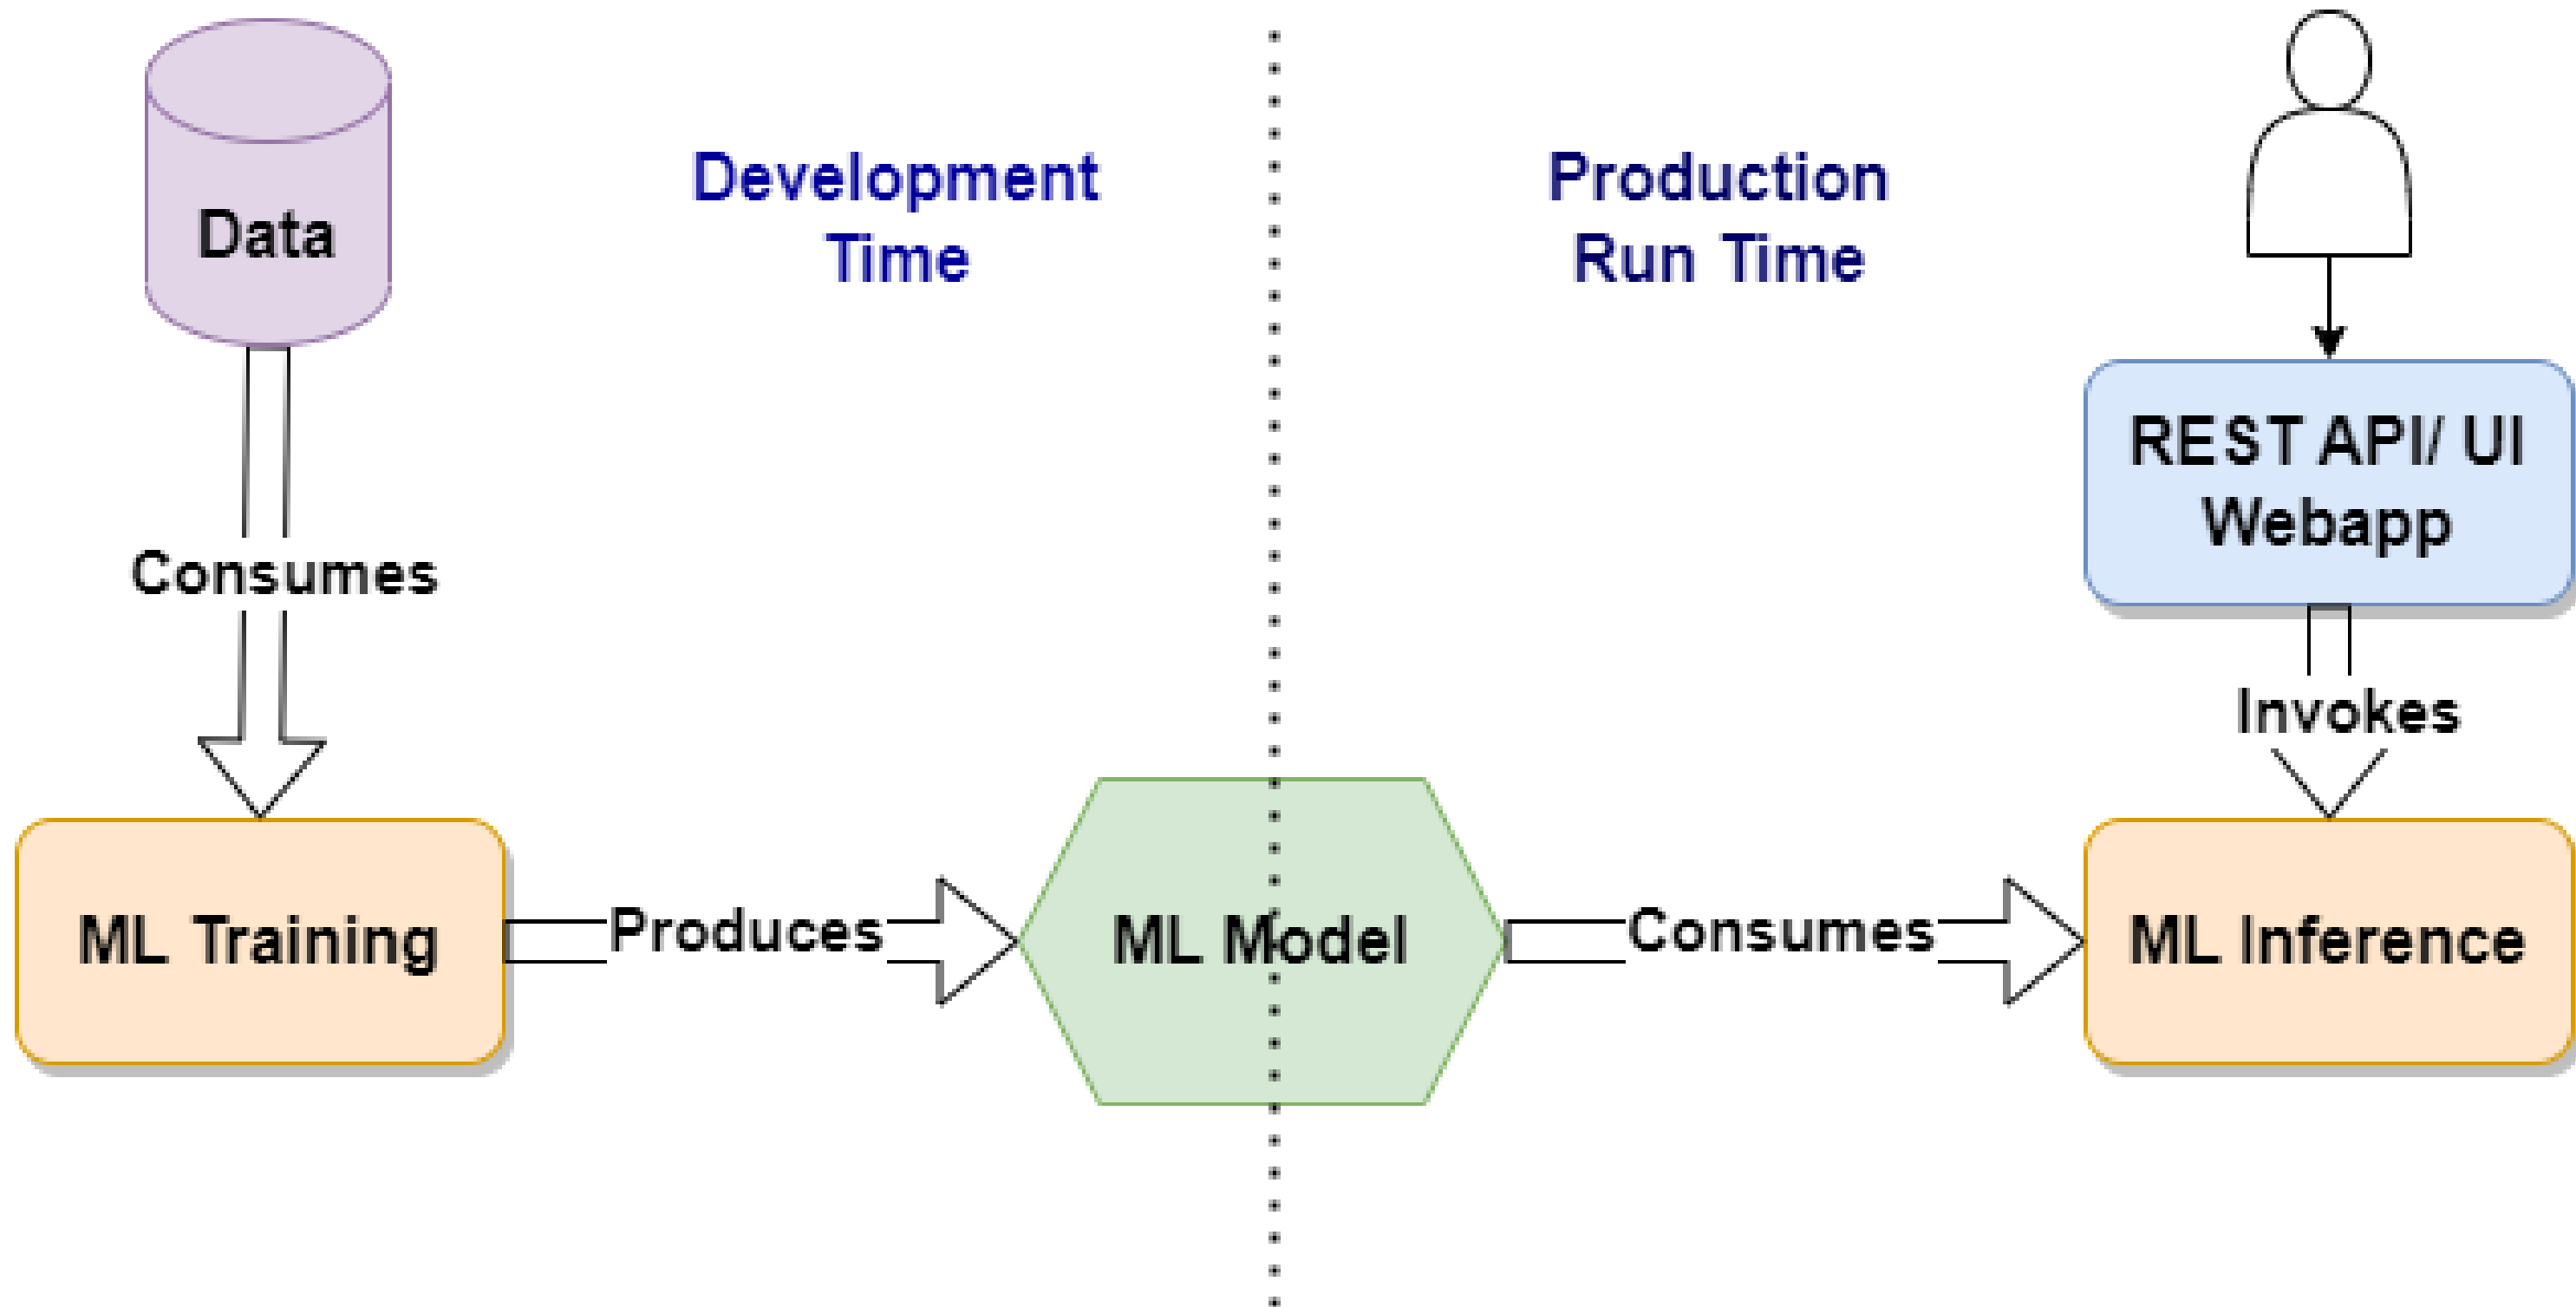 Data
Development
Time
Production
Run Time
REST API/ UI
Webapp
Consumes
Invokes
ML Training
Produces
ML Model
Consumes
ML Inference